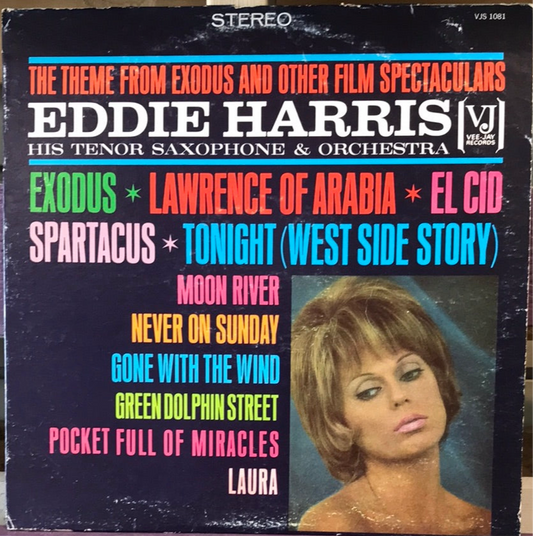 STEREO
VJS 1081
THE THEME FROM EXODUS AND OTHER FILM SPECTACULARS
EDDIE HARRIS
HIS TENOR SAXOPHONE & ORCHESTRA
VJ
VEE-JAY
RECORDS
EXODUS * LAWRENCE OF ARABIA * EL CID
SPARTACUS * TONIGHT (WEST SIDE STORY)
MOON RIVER
NEVER ON SUNDAY
GONE WITH THE WIND
GREEN DOLPHIN STREET
POCKET FULL OF MIRACLES
LAURA